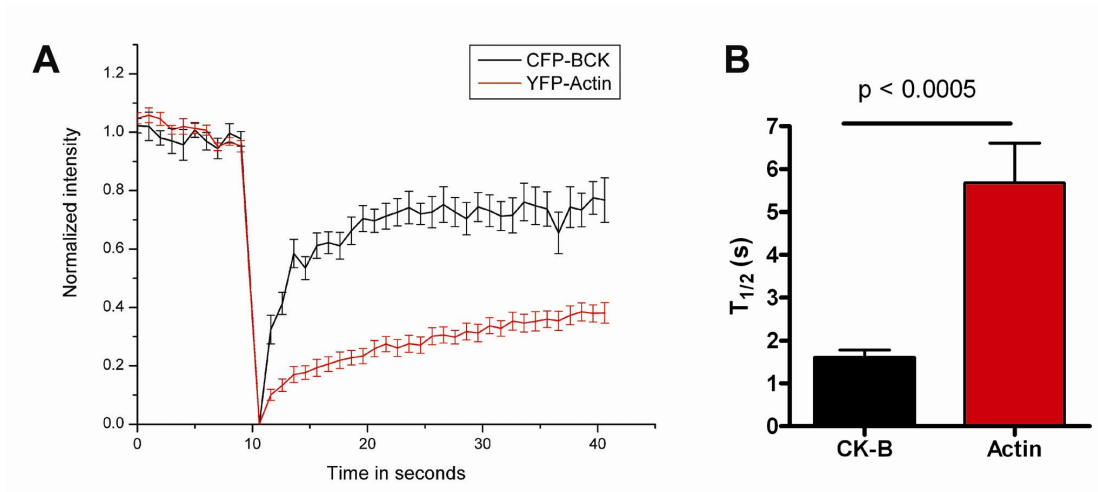 A
CFP-BCK
YFP-Actin
1.2
1.0
0.8
0.6
0.4
0.2
0.0
Normalized intensity
0 10 20 30 40
Time in seconds
B
p < 0.0005
7
6
5
4
3
2
1
0
T1/2 (s)
CK-B Actin